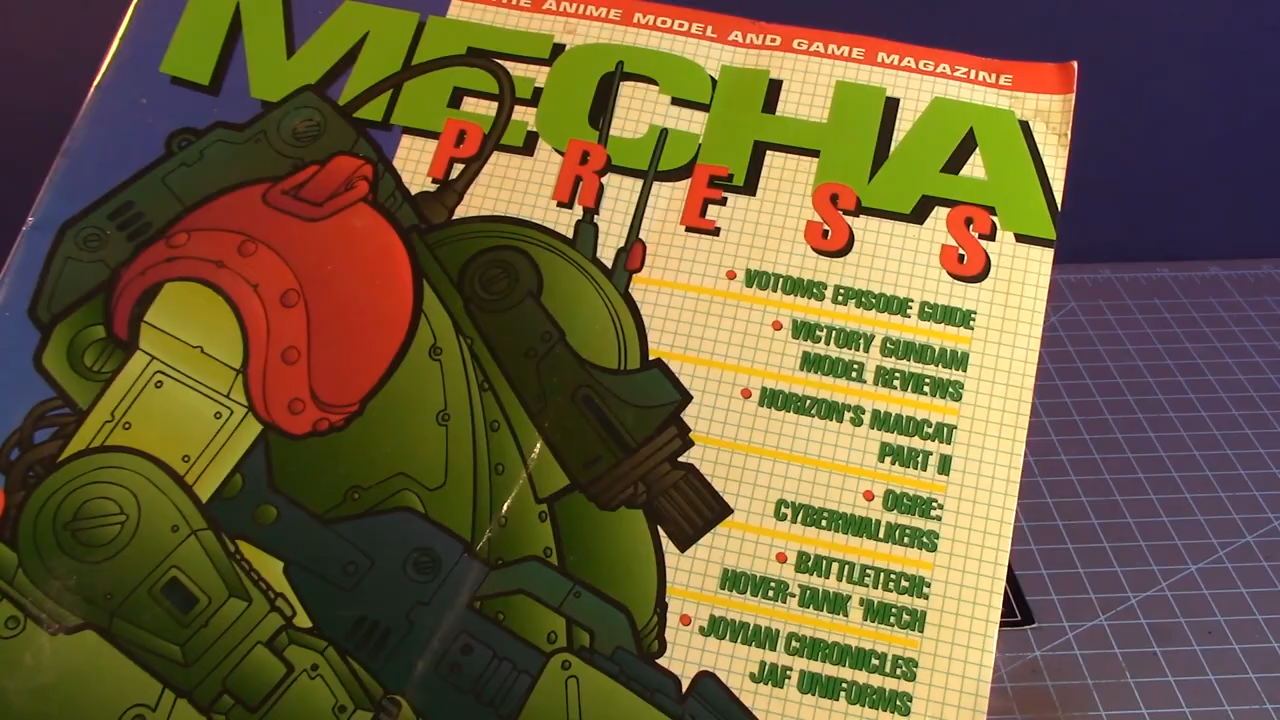 THE ANIME MODEL AND GAME MAGAZINE
MECHA
PRESS
• VOTOMS EPISODE GUIDE
• VICTORY GUNDAM
MODEL REVIEWS
• HORIZON'S MADCAT
PART II
• OGRE:
CYBERWALKERS
• BATTLETECH:
HOVER-TANK 'MECH
• JOVIAN CHRONICLES
JAF UNIFORMS